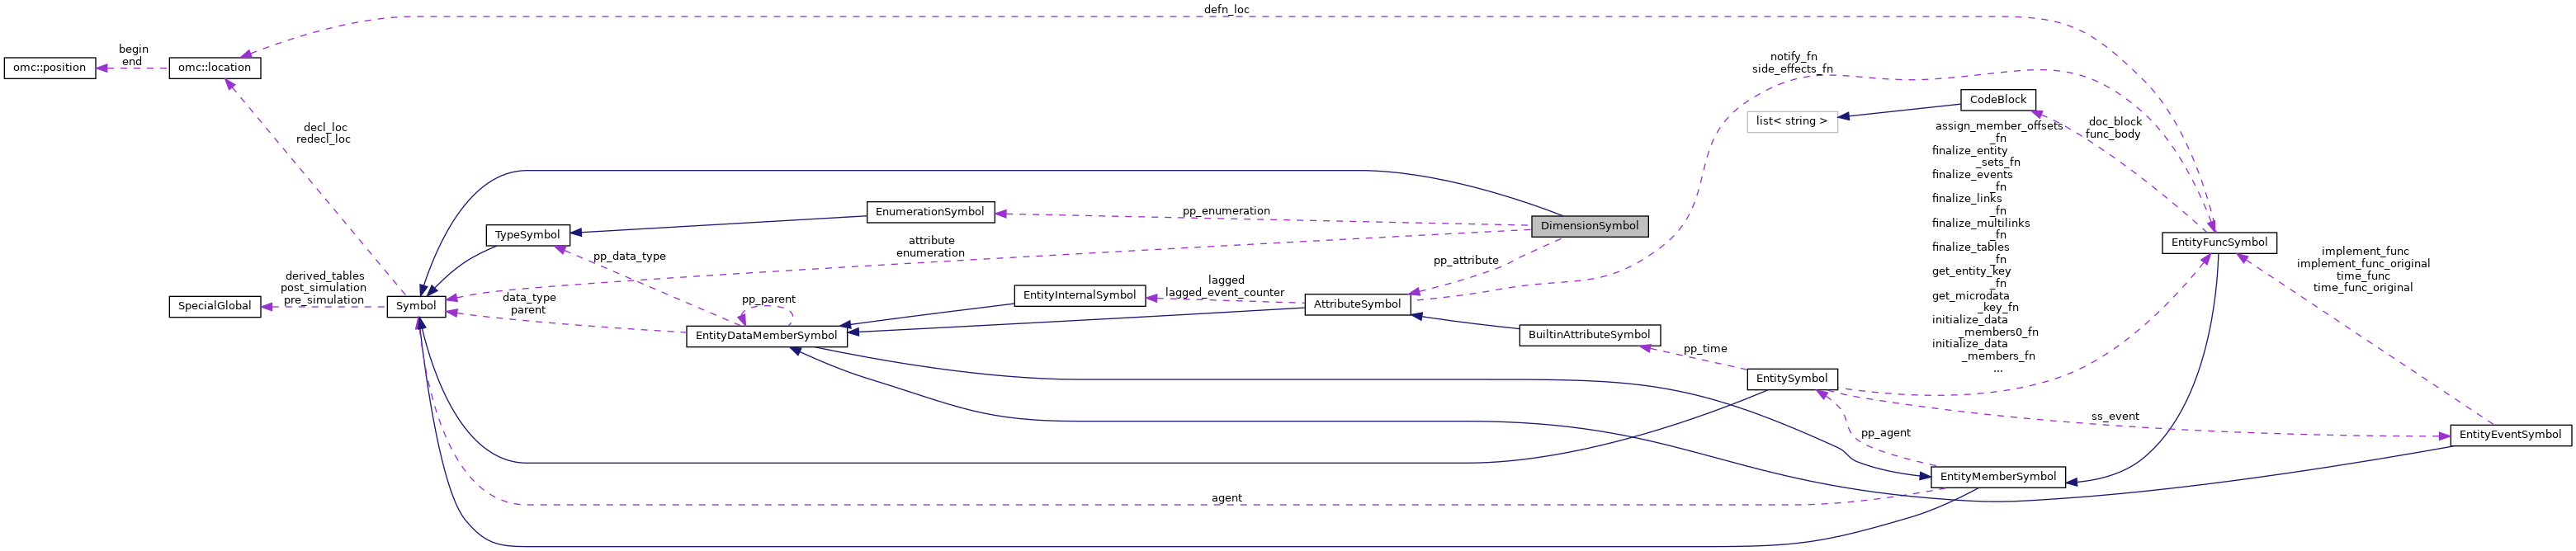 defn_loc
begin
end
omc::position
omc::location
notify_fn
side_effects_fn
CodeBlock
list< string >
decl_loc
redecl_loc
doc_block
func_body
assign_member_offsets
_fn
finalize_entity
_sets_fn
finalize_events
_fn
finalize_links
_fn
finalize_multilinks
_fn
finalize_tables
_fn
get_entity_key
_fn
get_microdata
_key_fn
initialize_data
_members0_fn
initialize_data
_members_fn
...
EnumerationSymbol
pp_enumeration
DimensionSymbol
TypeSymbol
attribute
enumeration
EntityFuncSymbol
pp_data_type
pp_attribute
implement_func
implement_func_original
time_func
time_func_original
derived_tables
post_simulation
pre_simulation
SpecialGlobal
Symbol
data_type
parent
pp_parent
EntityInternalSymbol
lagged
lagged_event_counter
AttributeSymbol
EntityDataMemberSymbol
BuiltinAttributeSymbol
pp_time
EntitySymbol
ss_event
pp_agent
EntityEventSymbol
EntityMemberSymbol
agent